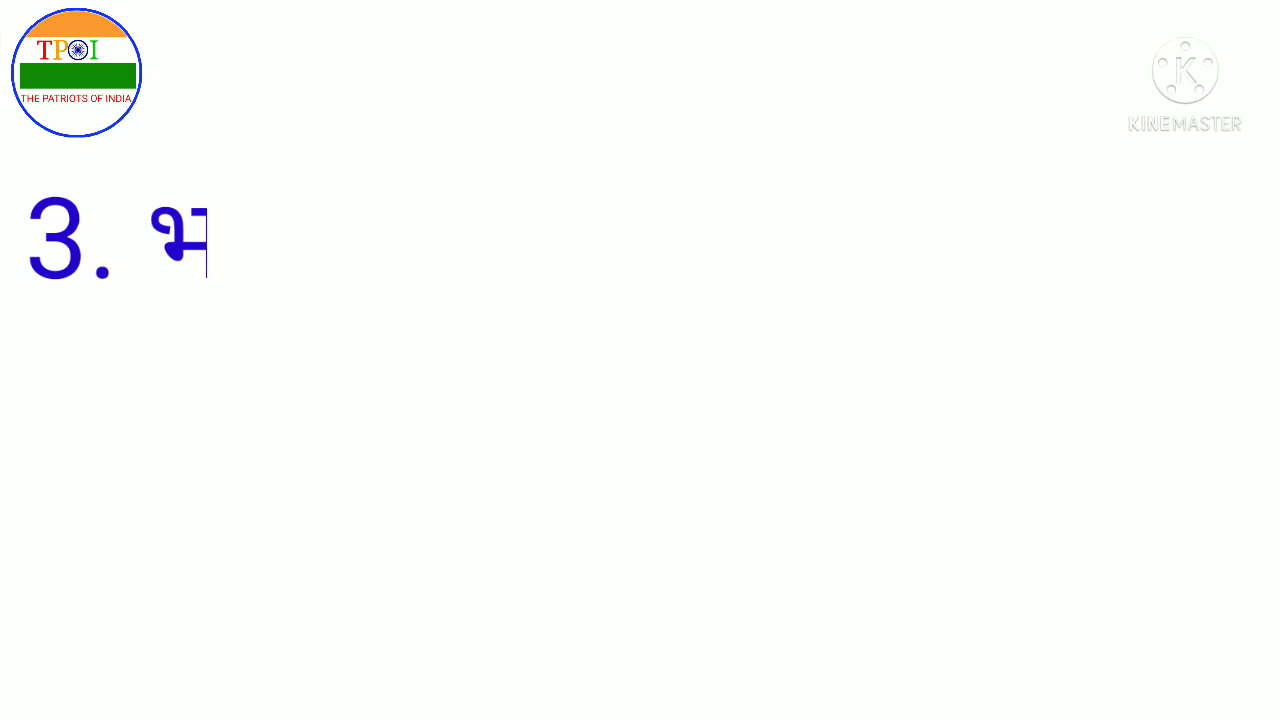 TPOI
THE PATRIOTS OF INDIA
KINEMASTER
3. भ